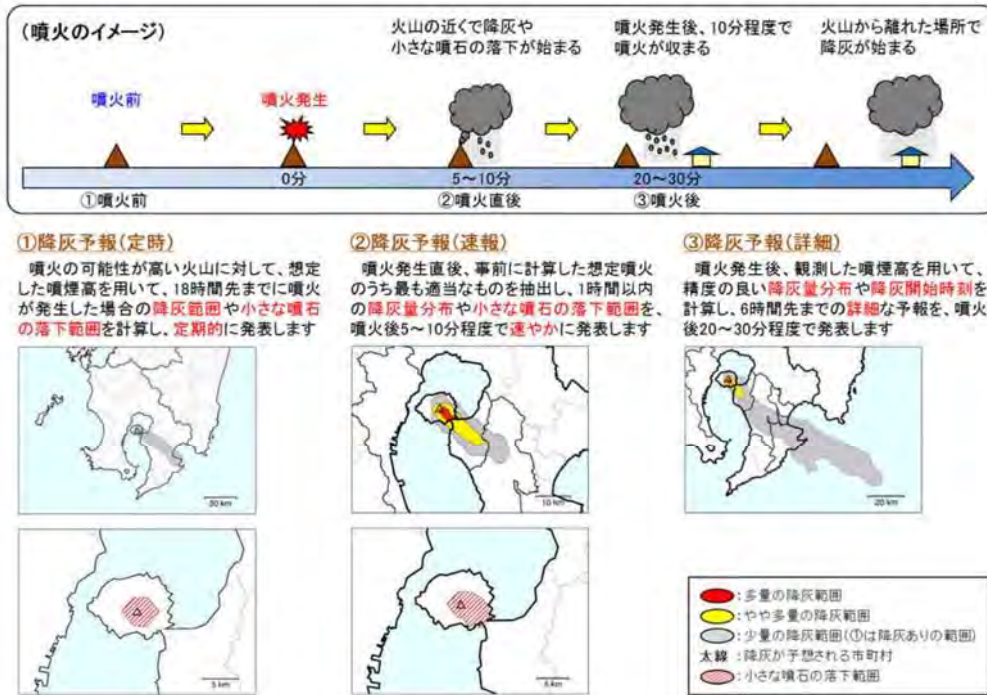 (噴火のイメージ)
火山の近くで降灰や
小さな噴石の落下が始まる
噴火発生後、10分程度で
噴火が収まる
火山から離れた場所で
降灰が始まる
噴火前
噴火発生
0分
5～10分
20～30分
①噴火前
②噴火直後
③噴火後
①降灰予報(定時)
噴火の可能性が高い火山に対して、想定
した噴煙高を用いて、18時間先までに噴火
が発生した場合の降灰範囲や小さな噴石
の落下範囲を計算し、定期的に発表します
②降灰予報(速報)
噴火発生直後、事前に計算した想定噴火
のうち最も適当なものを抽出し、1時間以内
の降灰量分布や小さな噴石の落下範囲を、
噴火後5～10分程度で速やかに発表します
③降灰予報(詳細)
噴火発生後、観測した噴煙高を用いて、
精度の良い降灰量分布や降灰開始時刻を
計算し、6時間先までの詳細な予報を、噴火
後20～30分程度で発表します
10 km
20 km
5 km
:多量の降灰範囲
:やや多量の降灰範囲
:少量の降灰範囲(①は降灰ありの範囲)
太線 :降灰が予想される市町村
:小さな噴石の落下範囲